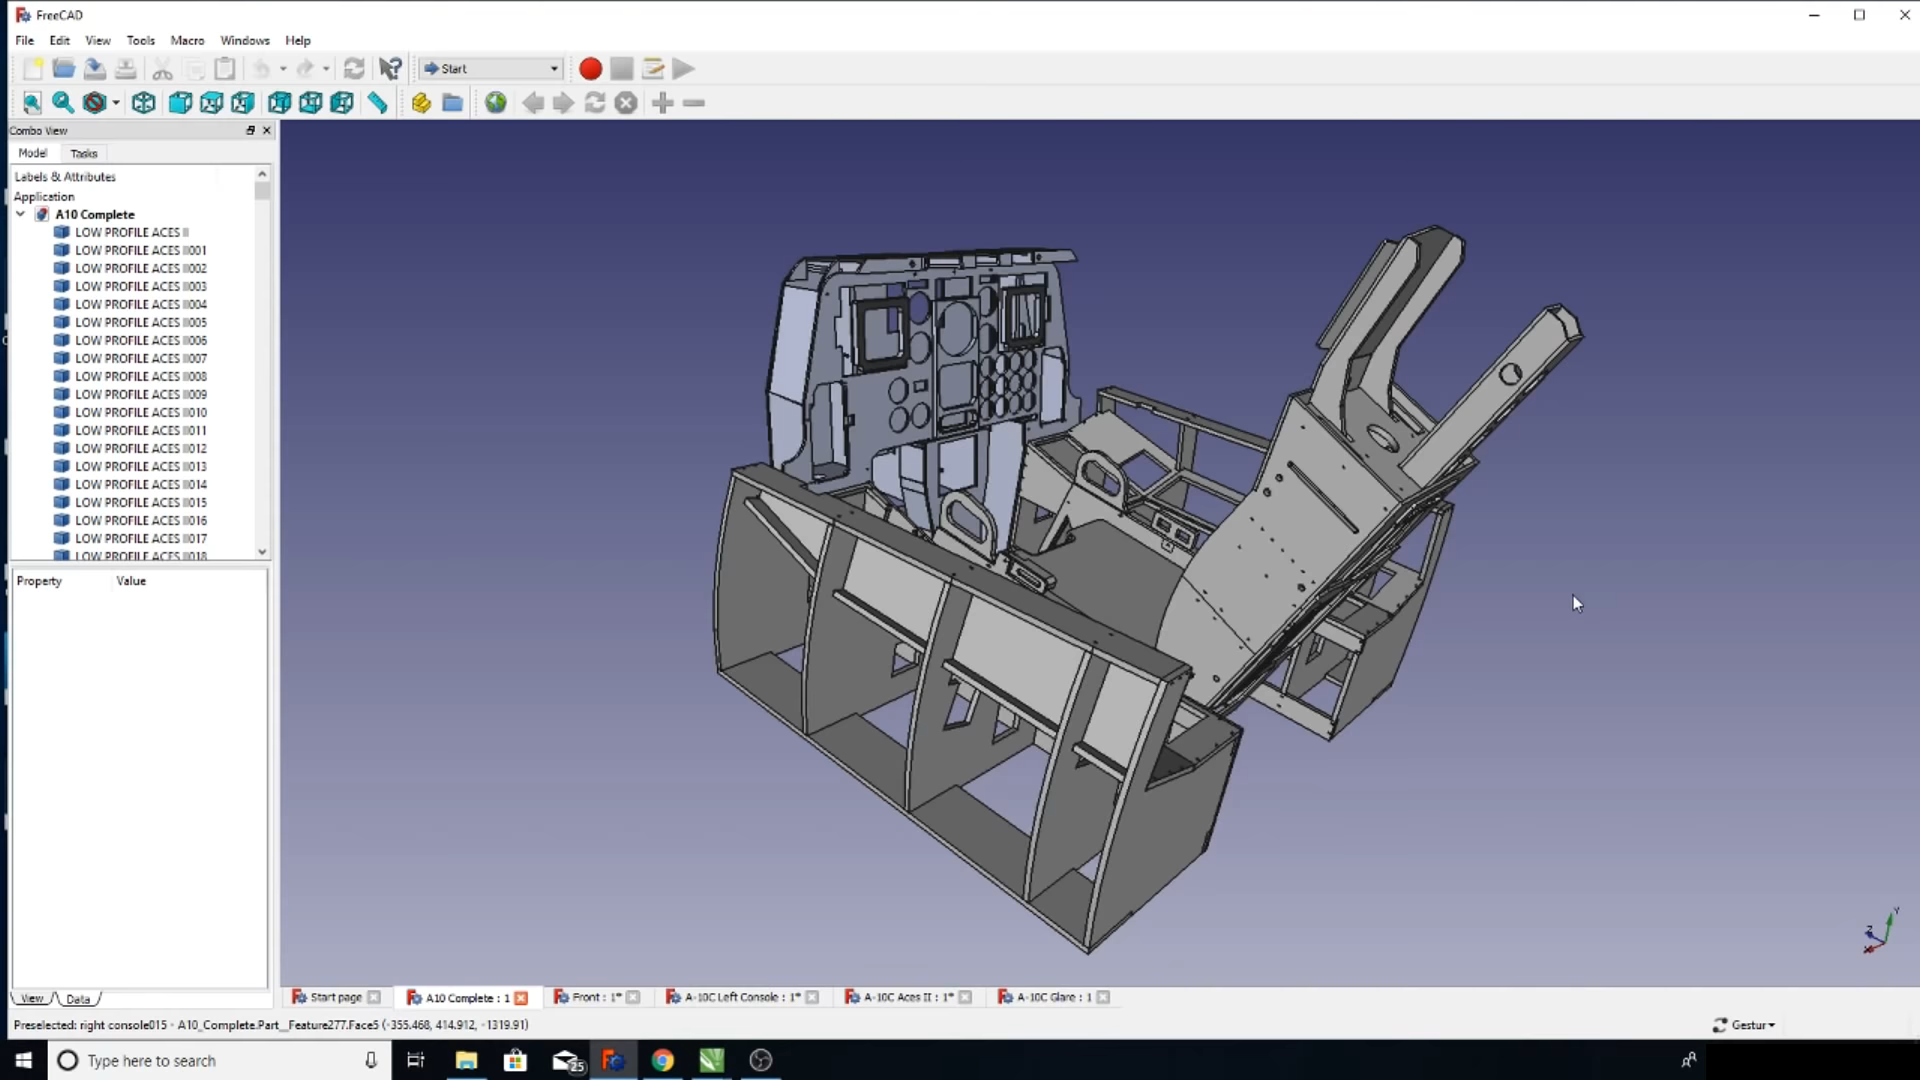 FreeCAD
File Edit View Tools Macro Windows Help
Start
Combo View
Model Tasks
Labels & Attributes
Application
A10 Complete
LOW PROFILE ACES II
LOW PROFILE ACES II001
LOW PROFILE ACES II002
LOW PROFILE ACES II003
LOW PROFILE ACES II004
LOW PROFILE ACES II005
LOW PROFILE ACES II006
LOW PROFILE ACES II007
LOW PROFILE ACES II008
LOW PROFILE ACES II009
LOW PROFILE ACES II010
LOW PROFILE ACES II011
LOW PROFILE ACES II012
LOW PROFILE ACES II013
LOW PROFILE ACES II014
LOW PROFILE ACES II015
LOW PROFILE ACES II016
LOW PROFILE ACES II017
LOW PROFILE ACES II018
Property Value
Y
Z
X
View Data
Start page A10 Complete : 1 Front : 1* A-10C Left Console : 1* A-10C Aces II : 1* A-10C Glare : 1
Preselected: right console015 - A10_Complete.Part__Feature277.Face5 (-355.468, 414.912, -1319.91)
Gestur
Type here to search
25